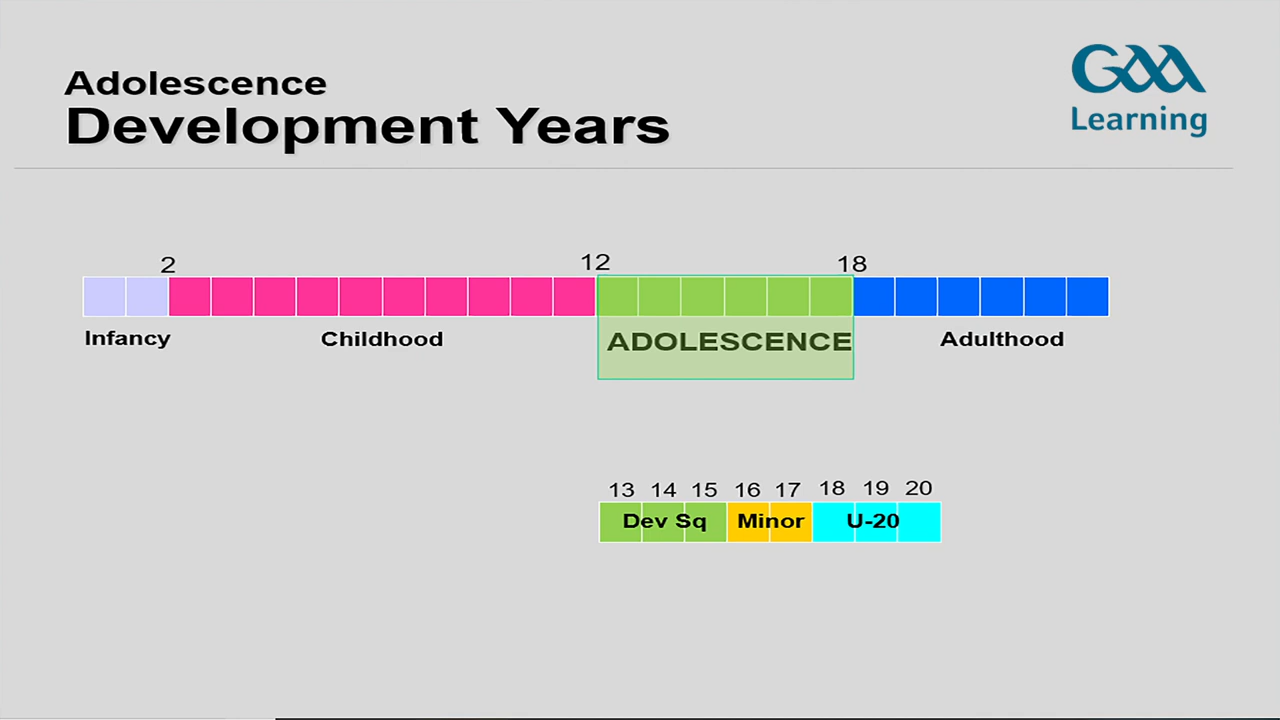 Adolescence
Development Years
GAA
Learning
2 12 18
Infancy Childhood ADOLESCENCE Adulthood
13 14 15 16 17 18 19 20
Dev Sq Minor U-20